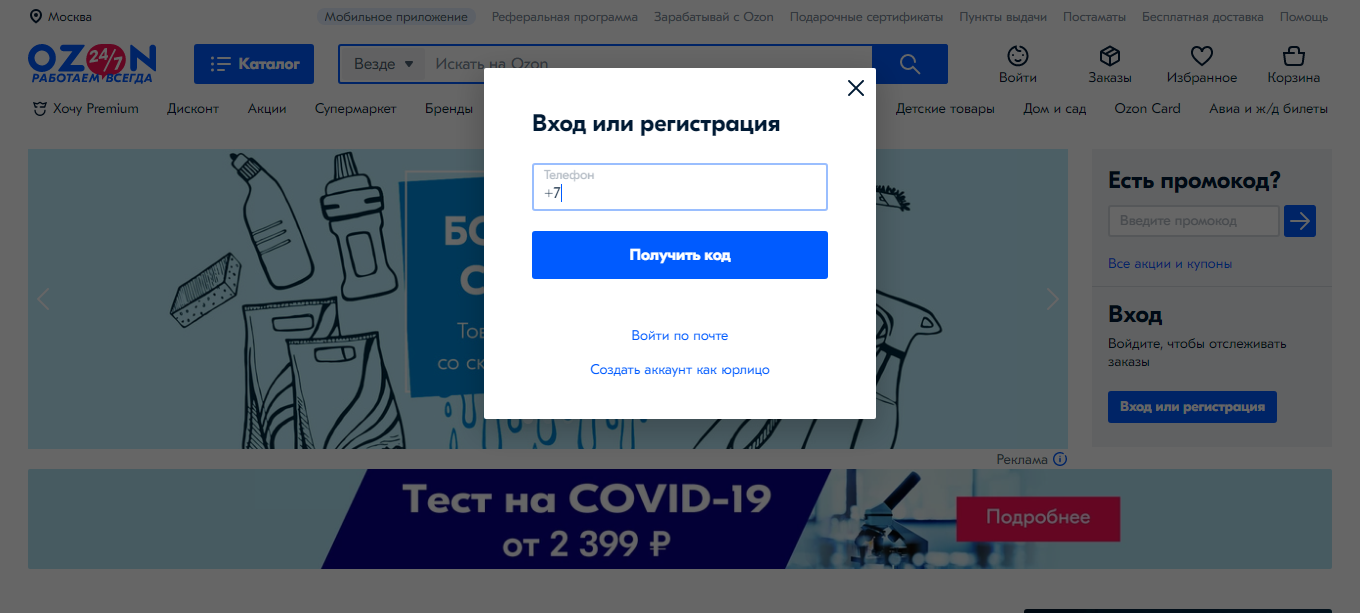 Москва
Мобильное приложение
Реферальная программа
Зарабатывай с Ozon
Подарочные сертификаты
Пункты выдачи
Постаматы
Бесплатная доставка
Помощь
OZON
24/7
РАБОТАЕМ ВСЕГДА
Каталог
Везде
Искать на Ozon
Войти
Заказы
Избранное
Корзина
Хочу Premium
Дисконт
Акции
Супермаркет
Бренды
Детские товары
Дом и сад
Ozon Card
Авиа и ж/д билеты
Вход или регистрация
Телефон
+7
Получить код
Войти по почте
Создать аккаунт как юрлицо
Есть промокод?
Введите промокод
Все акции и купоны
Вход
Войдите, чтобы отслеживать
заказы
Вход или регистрация
Реклама
Тест на COVID-19
от 2 399 ₽
Подробнее